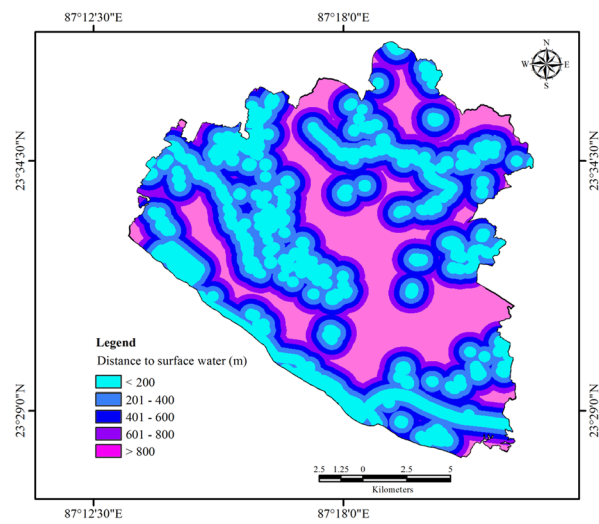 87°12'30"E
87°18'0"E
N
W
E
S
23°34'30"N
23°34'30"N
Legend
Distance to surface water (m)
< 200
201 - 400
401 - 600
601 - 800
> 800
23°29'0"N
23°29'0"N
2.5 1.25 0 2.5 5
Kilometers
87°12'30"E
87°18'0"E